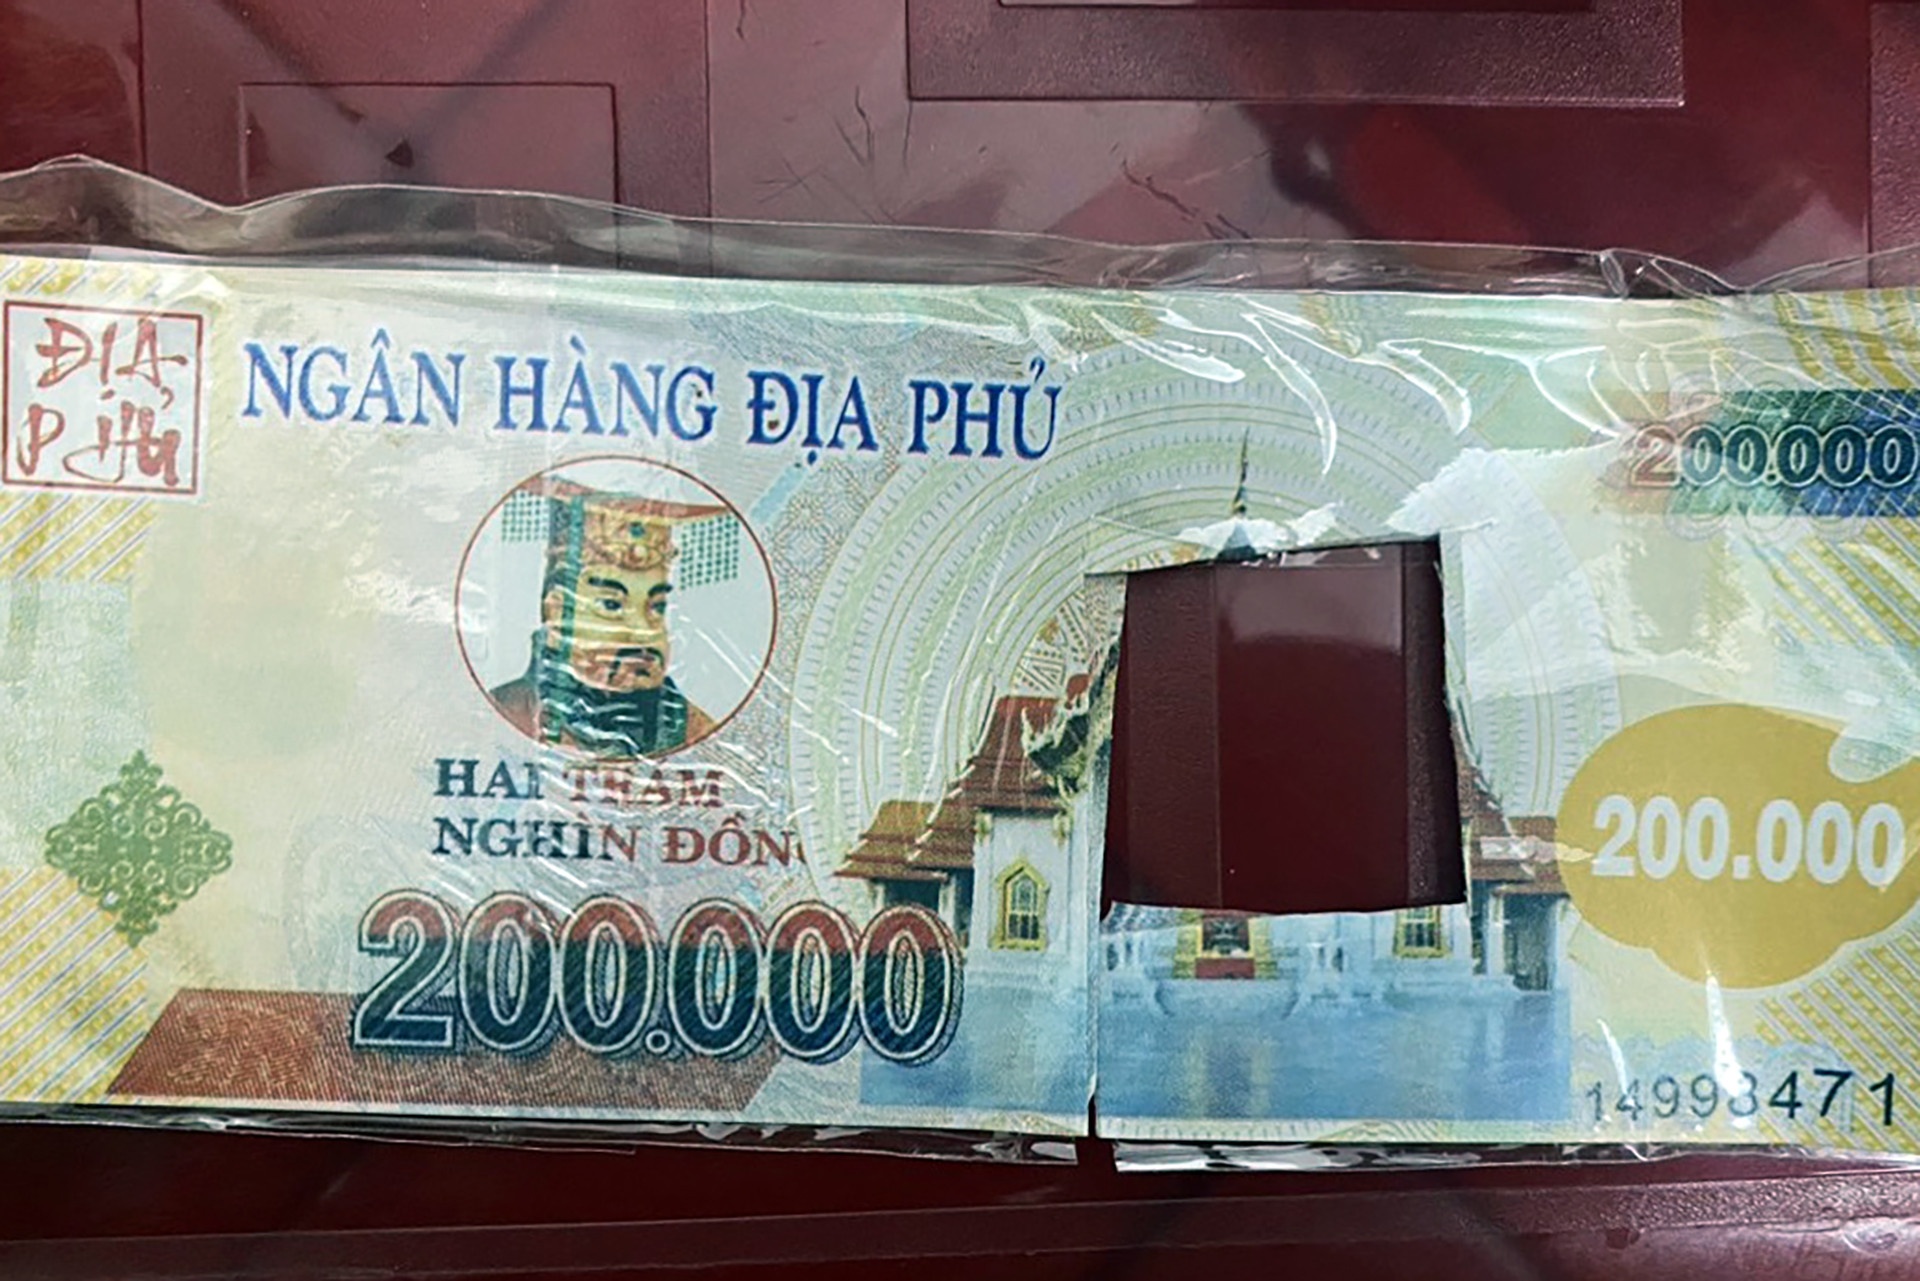 ĐỊA
PHỦ
NGÂN HÀNG ĐỊA PHỦ
200.000
HAI TRĂM
NGHÌN ĐỒNG
200.000
200.000
14998471